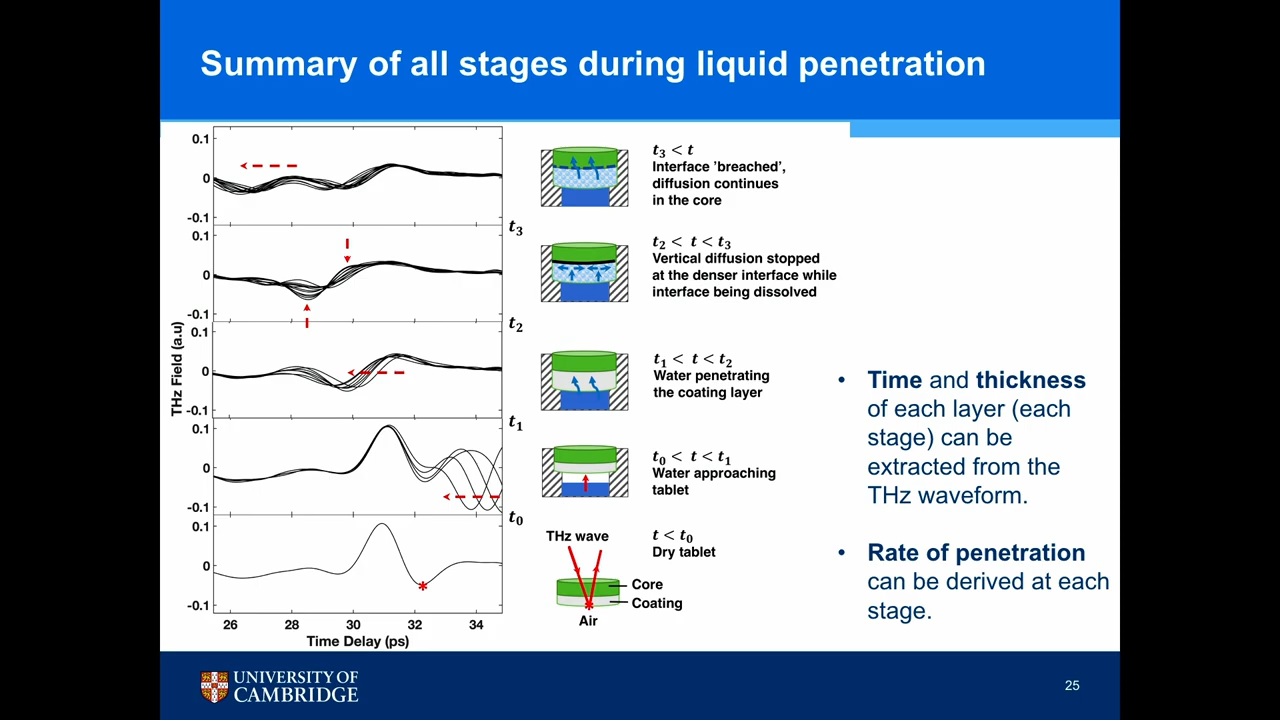 Summary of all stages during liquid penetration
THz Field (a.u)
0.1
0
-0.1
t3
t3 < t
Interface 'breached',
diffusion continues
in the core
0.1
0
-0.1
t2
t2 < t < t3
Vertical diffusion stopped
at the denser interface while
interface being dissolved
0.1
0
-0.1
t1
t1 < t < t2
Water penetrating
the coating layer
0.1
0
-0.1
t0
t0 < t < t1
Water approaching
tablet
0.1
0
-0.1
26 28 30 32 34
Time Delay (ps)
THz wave
t < t0
Dry tablet
Core
Coating
Air
• Time and thickness
of each layer (each
stage) can be
extracted from the
THz waveform.
• Rate of penetration
can be derived at each
stage.
UNIVERSITY OF
CAMBRIDGE
25